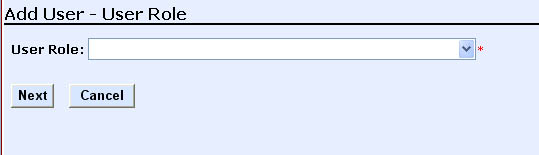 Add User - User Role
User Role: *
Next Cancel